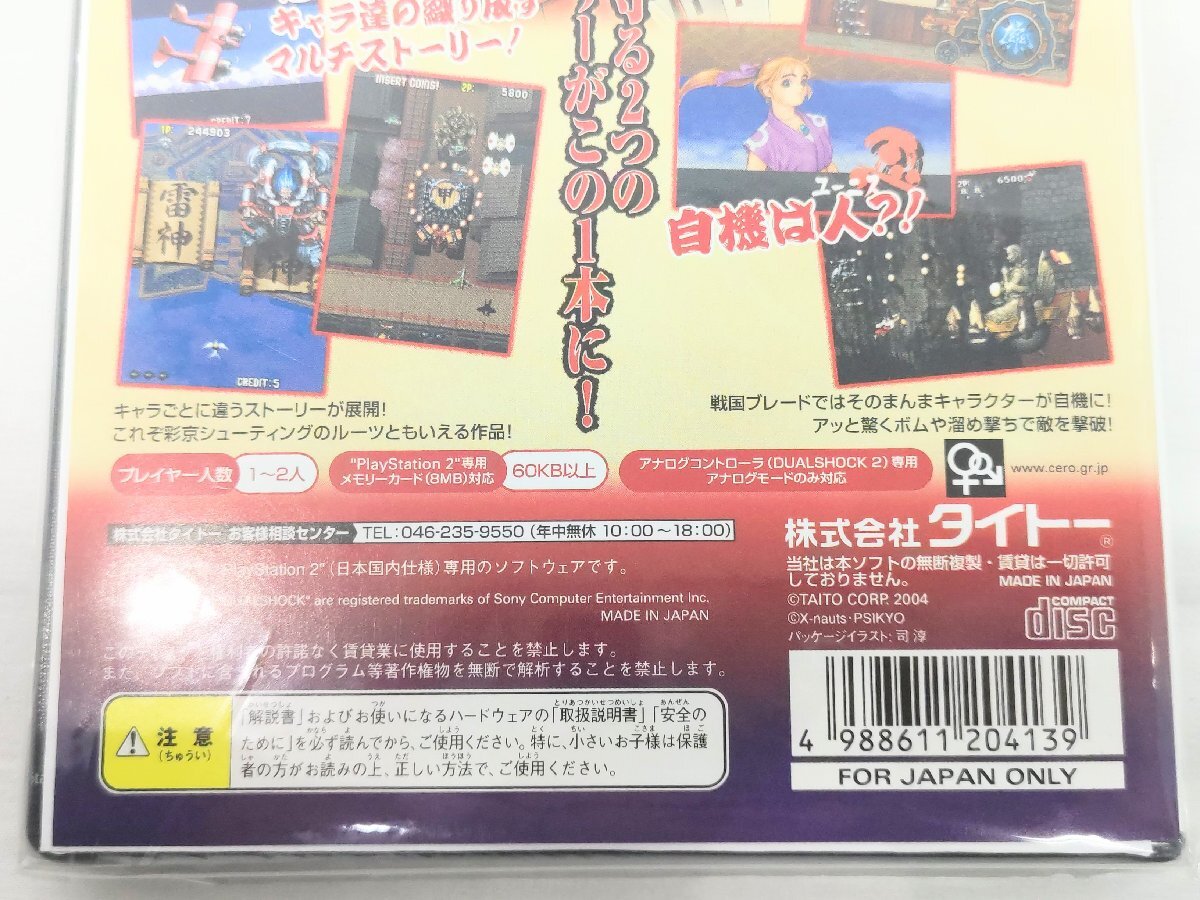 キャラ達の織り成す
マルチストーリー!
守る2つの
ーがこの1本に!
CREDIT:7
1P: 244903
雷神
神
CREDIT:5
INSERT COINS!
2P: 5800
甲
自機は人?!
2P 6500
キャラごとに違うストーリーが展開!
これぞ彩京シューティングのルーツともいえる作品!
戦国ブレードではそのまんまキャラクターが自機に!
アッと驚くボムや溜め撃ちで敵を撃破!
プレイヤー人数 1〜2人
"PlayStation 2"専用
メモリーカード(8MB)対応
60KB以上
アナログコントローラ(DUALSHOCK 2)専用
アナログモードのみ対応
www.cero.gr.jp
株式会社タイトー お客様相談センター TEL:046-235-9550 (年中無休 10:00〜18:00)
PlayStation 2"(日本国内仕様)専用のソフトウェアです。
DUALSHOCK" are registered trademarks of Sony Computer Entertainment Inc.
MADE IN JAPAN
の許諾なく賃貸業に使用することを禁止します。
また、ソフトに含まれるプログラム等著作権物を無断で解析することを禁止します。
株式会社 タイトー®
当社は本ソフトの無断複製・賃貸は一切許可
しておりません。 MADE IN JAPAN
©TAITO CORP. 2004
©X-nauts・PSIKYO
パッケージイラスト:司 淳
COMPACT
disc
注意
(ちゅうい)
「解説書」およびお使いになるハードウェアの「取扱説明書」「安全の
ために」を必ず読んでから、ご使用ください。特に、小さいお子様は保護
者の方がお読みの上、正しい方法で、ご使用ください。
4 988611 204139
FOR JAPAN ONLY